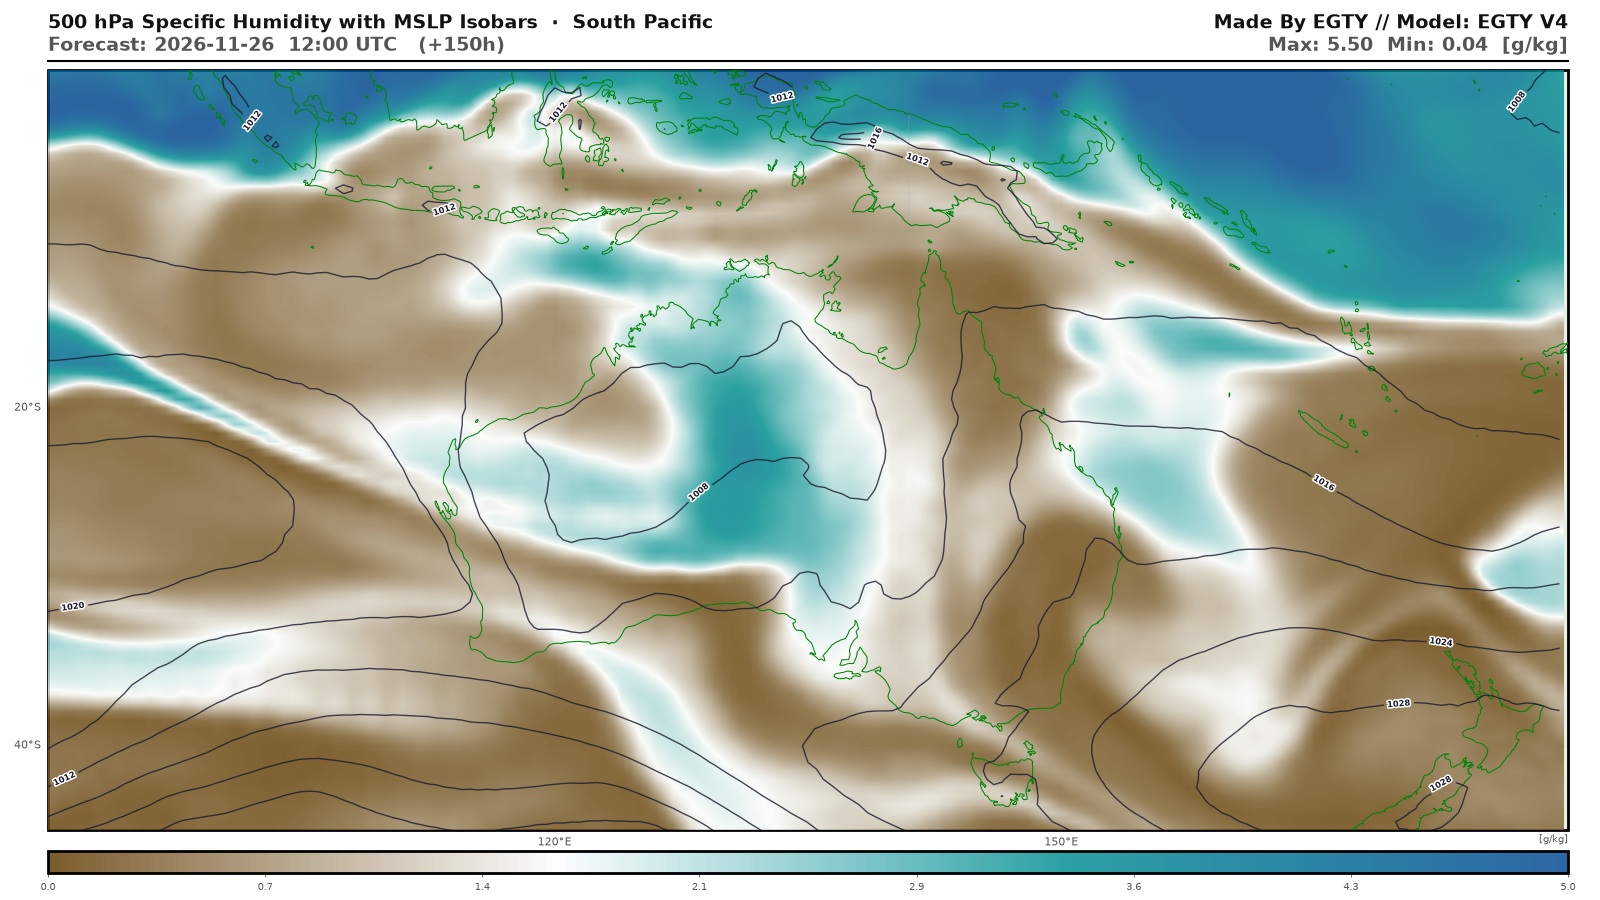 500 hPa Specific Humidity with MSLP Isobars · South Pacific
Made By EGTY // Model: EGTY V4
Forecast: 2026-11-26 12:00 UTC (+150h)
Max: 5.50 Min: 0.04 [g/kg]
1012
1012
1012
1008
1016
1012
1012
20°S
1016
1008
1020
1024
1028
40°S
1012
1028
120°E
150°E
[g/kg]
0.0
0.7
1.4
2.1
2.9
3.6
4.3
5.0